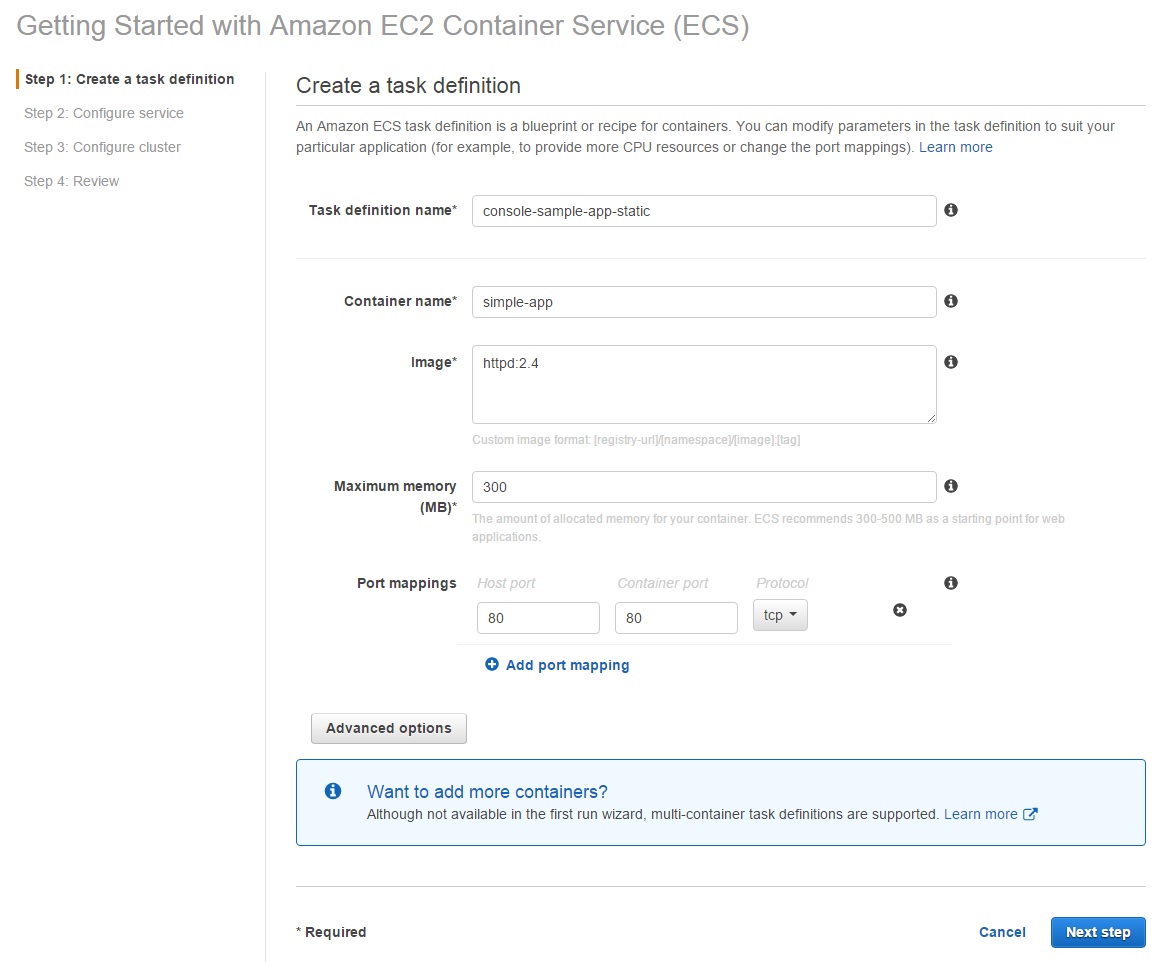 Getting Started with Amazon EC2 Container Service (ECS)
Step 1: Create a task definition
Step 2: Configure service
Step 3: Configure cluster
Step 4: Review
Create a task definition
An Amazon ECS task definition is a blueprint or recipe for containers. You can modify parameters in the task definition to suit your
particular application (for example, to provide more CPU resources or change the port mappings). Learn more
Task definition name* console-sample-app-static
Container name* simple-app
Image* httpd:2.4
Custom image format: [registry-url]/[namespace]/[image]:[tag]
Maximum memory 300
(MB)*
The amount of allocated memory for your container. ECS recommends 300-500 MB as a starting point for web
applications.
Port mappings Host port Container port Protocol
80 80 tcp
Add port mapping
Advanced options
Want to add more containers?
Although not available in the first run wizard, multi-container task definitions are supported. Learn more
* Required Cancel Next step